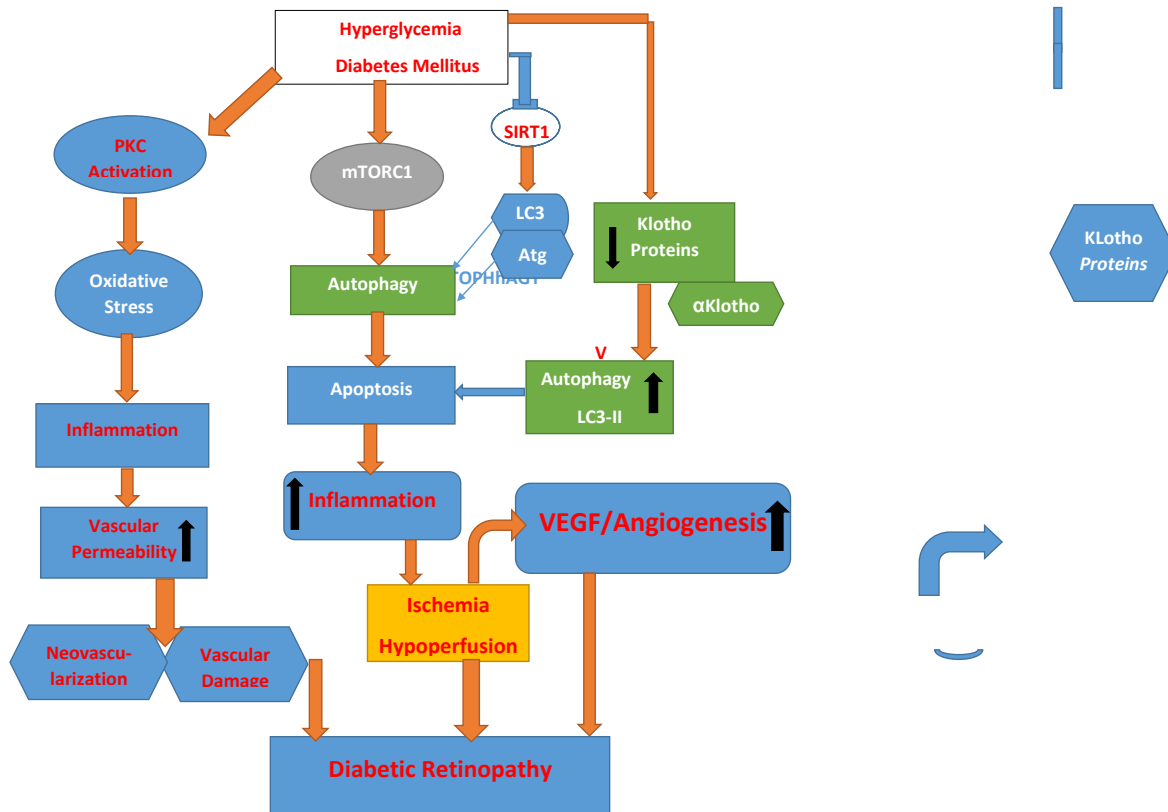 Hyperglycemia
Diabetes Mellitus
PKC
Activation
mTORC1
SIRT1
LC3
Atg
Klotho
Proteins
αKlotho
KLotho
Proteins
Oxidative
Stress
Autophagy
Apoptosis
V
Autophagy
LC3-II
Inflammation
Inflammation
VEGF/Angiogenesis
Vascular
Permeability
Ischemia
Hypoperfusion
Neovascu-
larization
Vascular
Damage
Diabetic Retinopathy